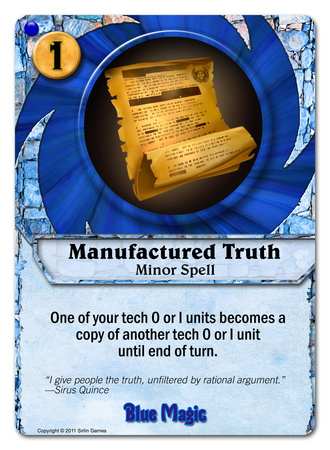 1
Manufactured Truth
Minor Spell
One of your tech 0 or I units becomes a
copy of another tech 0 or I unit
until end of turn.
“I give people the truth, unfiltered by rational argument.”
—Sirus Quince
Blue Magic
Copyright © 2011 Sirlin Games